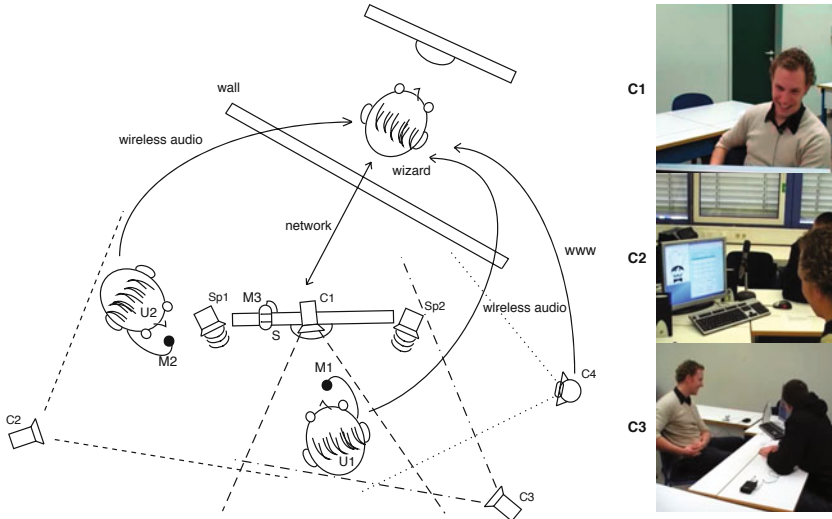 C1
wall
wireless audio
wizard
network
www
C2
M3
C1
Sp1
Sp2
U2
S
wireless audio
M2
M1
C4
C2
U1
C3
C3